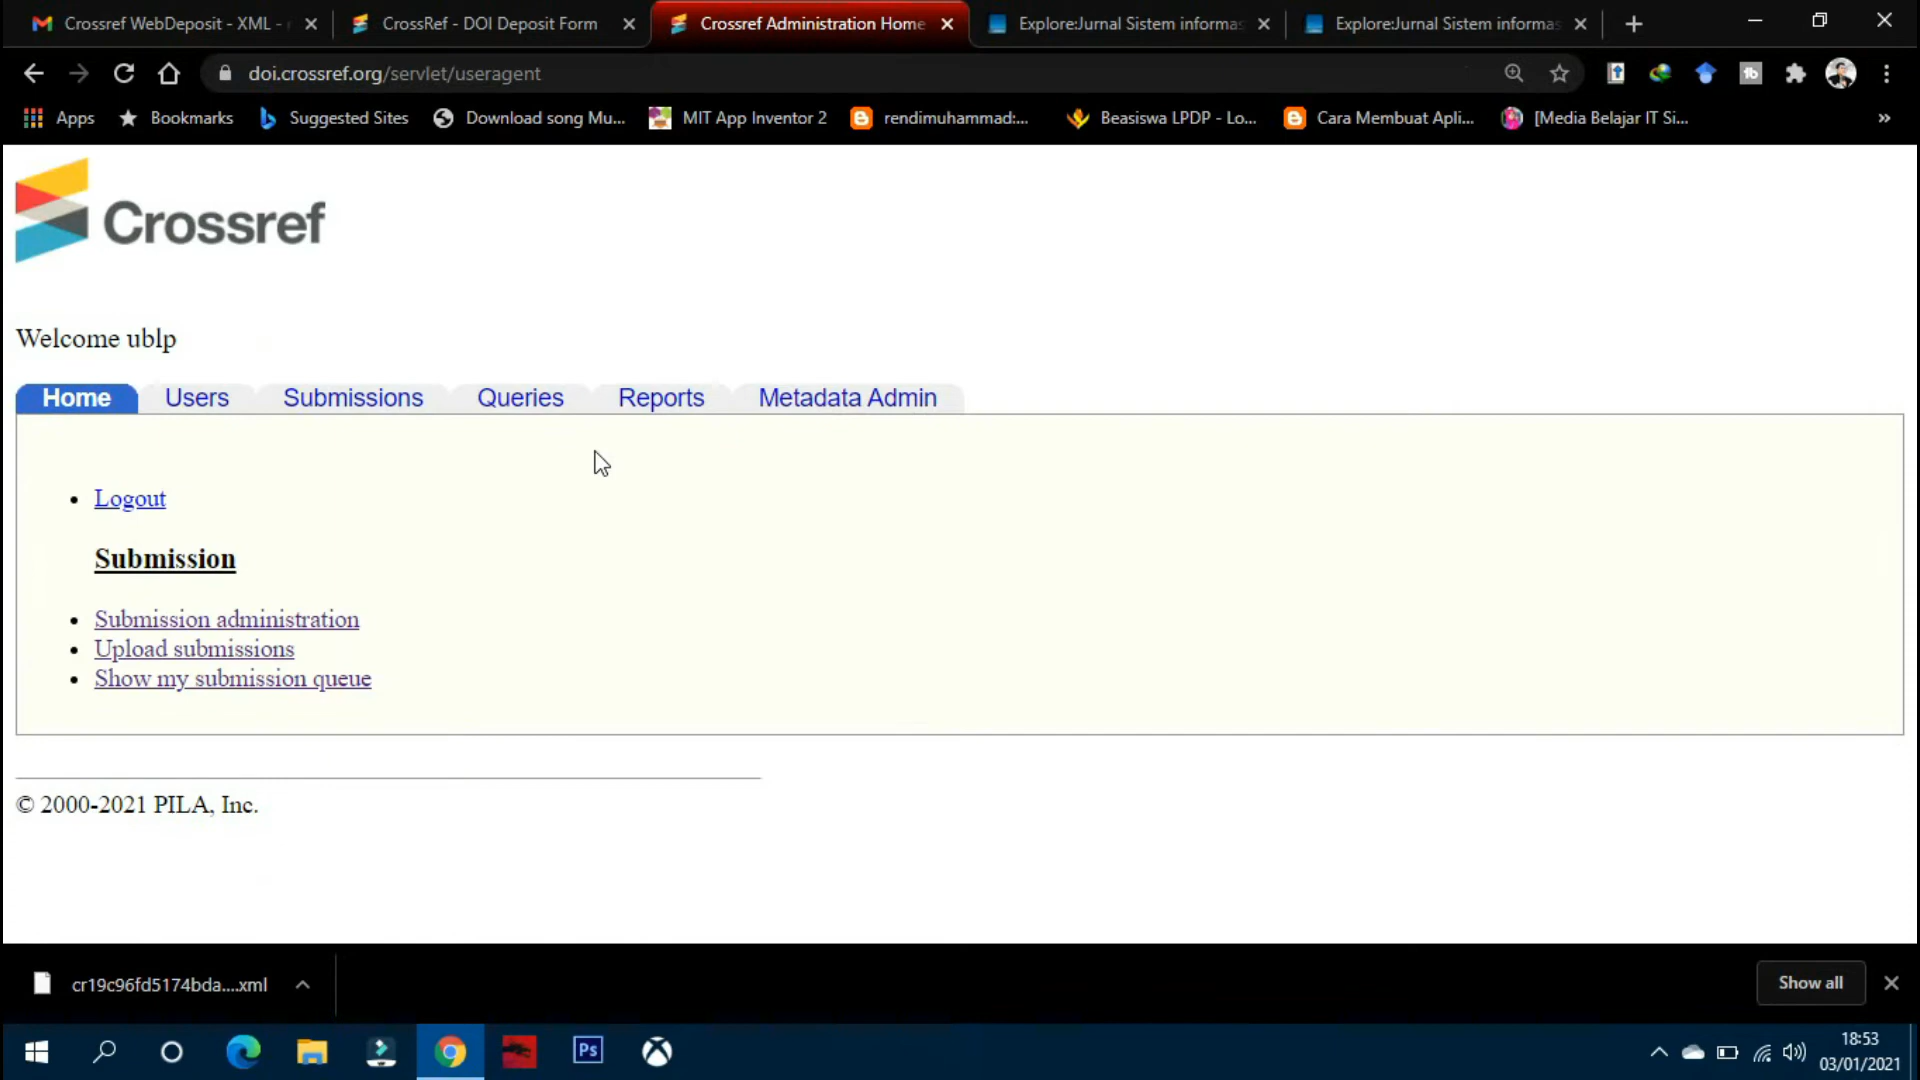 Crossref WebDeposit - XML -
CrossRef - DOI Deposit Form
Crossref Administration Home
Explore:Jurnal Sistem informas
Explore:Jurnal Sistem informas
doi.crossref.org/servlet/useragent
Apps
Bookmarks
Suggested Sites
Download song Mu...
MIT App Inventor 2
rendimuhammad:...
Beasiswa LPDP - Lo...
Cara Membuat Apli...
[Media Belajar IT Si...
»
Crossref
Welcome ublp
Home Users Submissions Queries Reports Metadata Admin
Logout
Submission
Submission administration
Upload submissions
Show my submission queue
© 2000-2021 PILA, Inc.
cr19c96fd5174bda....xml
Show all
Ps
18:53
03/01/2021